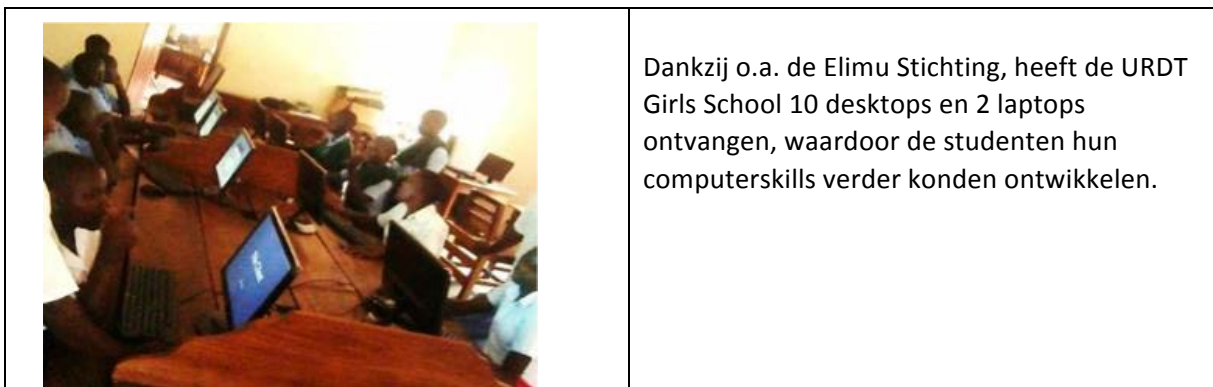 Dankzij o.a. de Elimu Stichting, heeft de URDT
Girls School 10 desktops en 2 laptops
ontvangen, waardoor de studenten hun
computerskills verder konden ontwikkelen.